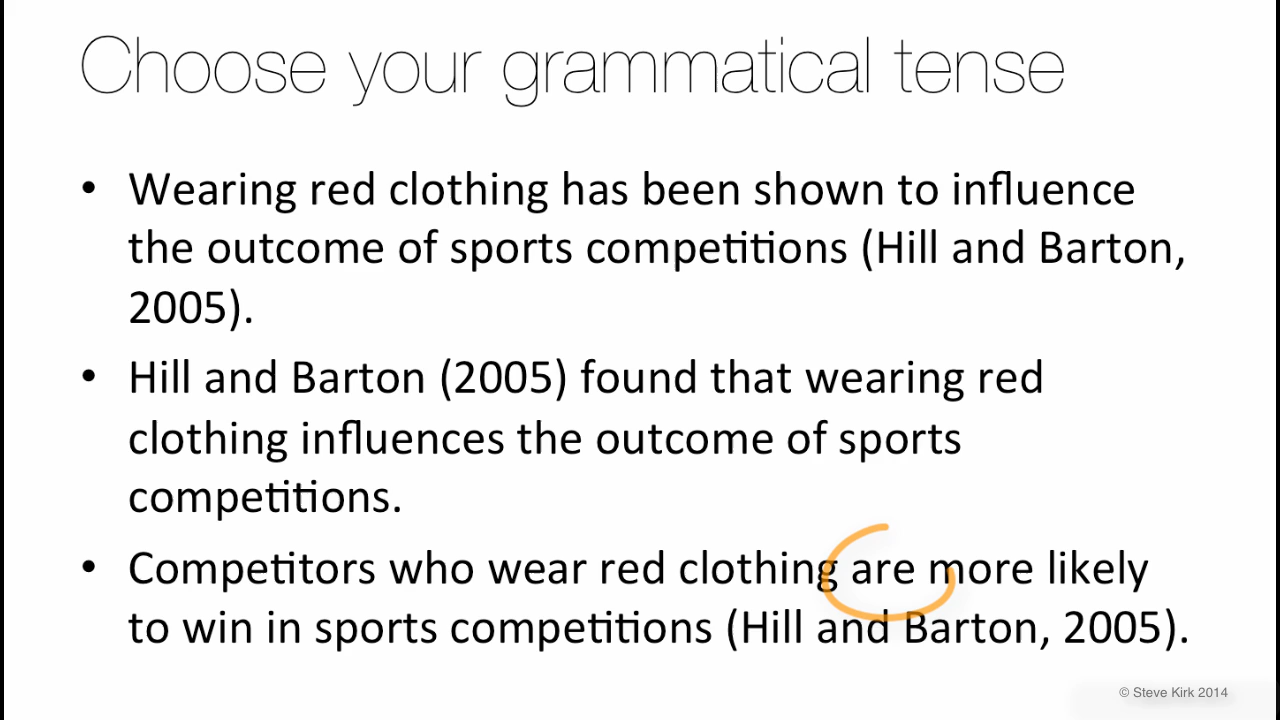 Choose your grammatical tense
• Wearing red clothing has been shown to influence
the outcome of sports competitions (Hill and Barton,
2005).
• Hill and Barton (2005) found that wearing red
clothing influences the outcome of sports
competitions.
• Competitors who wear red clothing are more likely
to win in sports competitions (Hill and Barton, 2005).
© Steve Kirk 2014